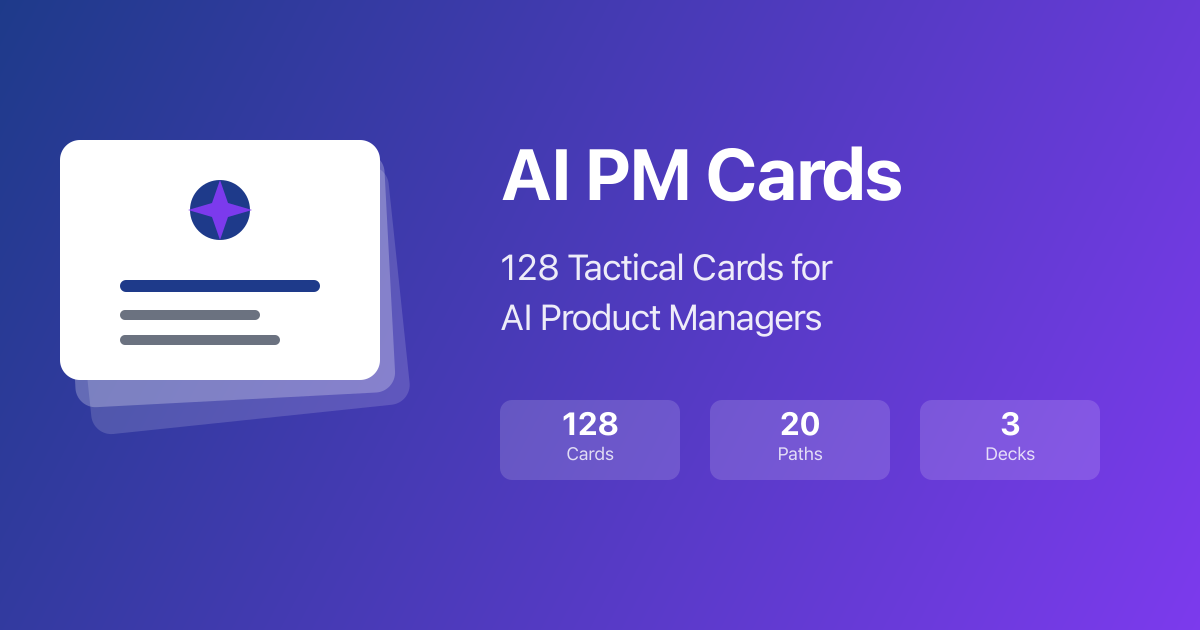 AI PM Cards
128 Tactical Cards for
AI Product Managers
128
Cards
20
Paths
3
Decks